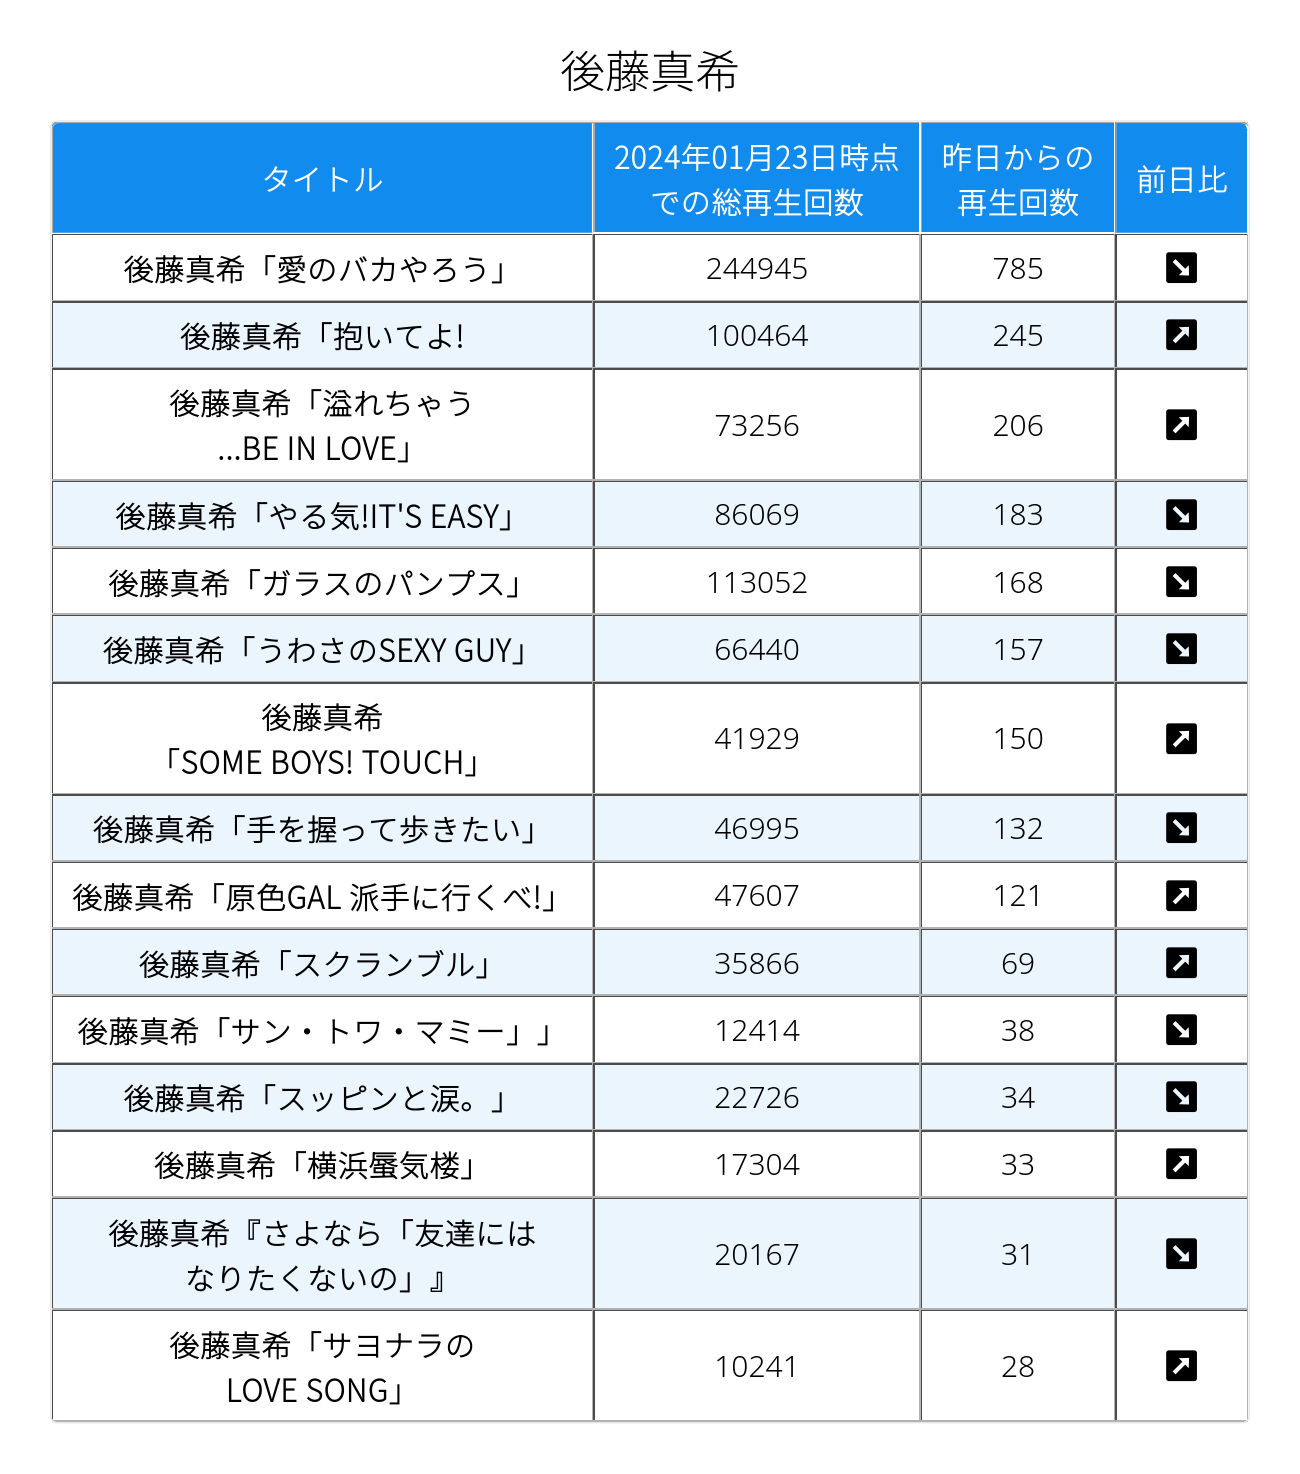 後藤真希
タイトル
2024年01月23日時点
での総再生回数
昨日からの
再生回数
前日比
後藤真希「愛のバカやろう」 244945 785 ↘
後藤真希「抱いてよ! 100464 245 ↗
後藤真希「溢れちゃう
...BE IN LOVE」 73256 206 ↗
後藤真希「やる気!IT'S EASY」 86069 183 ↘
後藤真希「ガラスのパンプス」 113052 168 ↘
後藤真希「うわさのSEXY GUY」 66440 157 ↘
後藤真希
「SOME BOYS! TOUCH」 41929 150 ↗
後藤真希「手を握って歩きたい」 46995 132 ↘
後藤真希「原色GAL 派手に行くべ!」 47607 121 ↗
後藤真希「スクランブル」 35866 69 ↗
後藤真希「サン・トワ・マミー」」 12414 38 ↘
後藤真希「スッピンと涙。」 22726 34 ↘
後藤真希「横浜蜃気楼」 17304 33 ↗
後藤真希『さよなら「友達には
なりたくないの」』 20167 31 ↘
後藤真希「サヨナラの
LOVE SONG」 10241 28 ↗